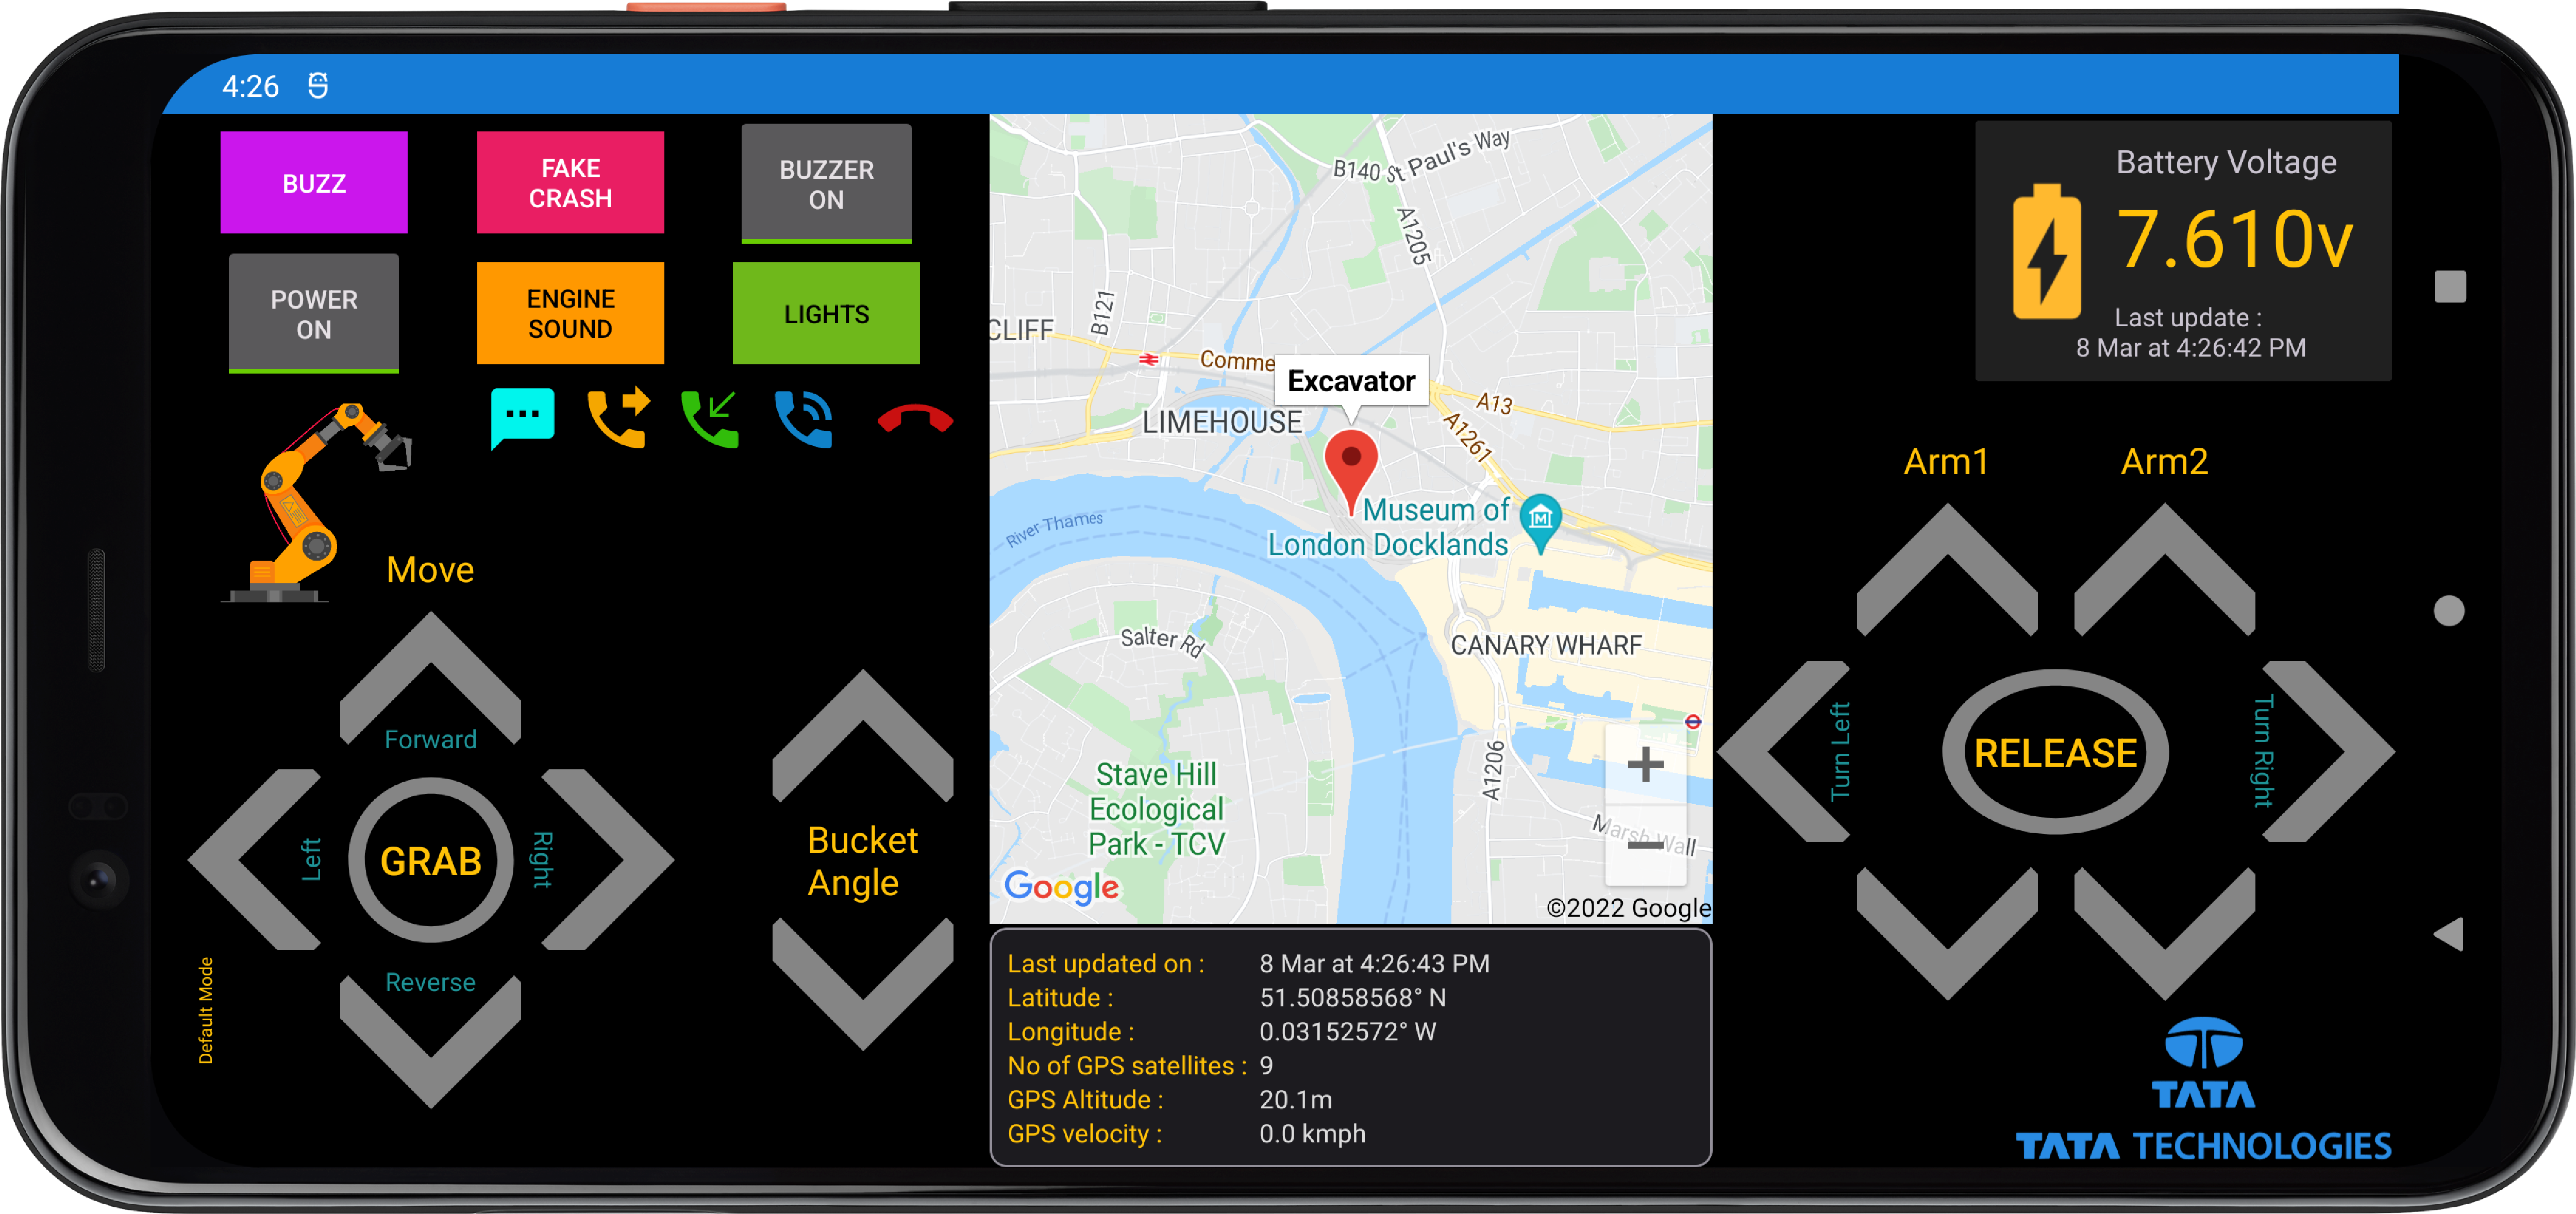 4:26
BUZZ
FAKE
CRASH
BUZZER
ON
POWER
ON
ENGINE
SOUND
LIGHTS
Move
Forward
Left
GRAB
Right
Reverse
Default Mode
Bucket
Angle
B140 St Paul's Way
A1205
B121
CLIFF
Comme
Excavator
LIMEHOUSE
A13
A1261
River Thames
Museum of
London Docklands
M
Salter Rd
CANARY WHARF
Stave Hill
Ecological
Park - TCV
A1206
Marsh Wall
+
−
Google
©2022 Google
Last updated on : 8 Mar at 4:26:43 PM
Latitude : 51.50858568° N
Longitude : 0.03152572° W
No of GPS satellites : 9
GPS Altitude : 20.1m
GPS velocity : 0.0 kmph
Battery Voltage
7.610v
Last update :
8 Mar at 4:26:42 PM
Arm1
Arm2
Turn Left
RELEASE
Turn Right
TATA
TATA TECHNOLOGIES